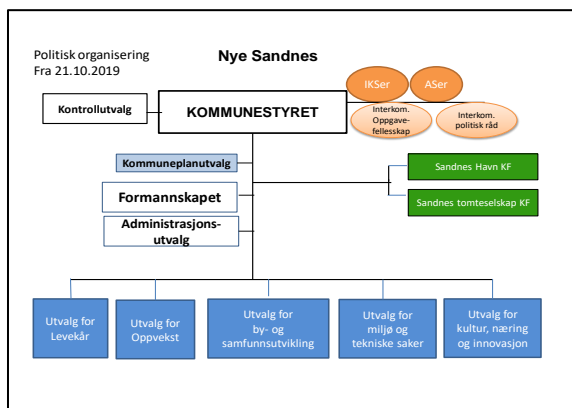 Politisk organisering
Fra 21.10.2019
Nye Sandnes
IKSer
ASer
Kontrollutvalg
KOMMUNESTYRET
Interkom.
Oppgave-
fellesskap
Interkom.
politisk råd
Kommuneplanutvalg
Sandnes Havn KF
Formannskapet
Sandnes tomteselskap KF
Administrasjons-
utvalg
Utvalg for
Levekår
Utvalg for
Oppvekst
Utvalg for
by- og
samfunnsutvikling
Utvalg for
miljø og
tekniske saker
Utvalg for
kultur, næring
og innovasjon